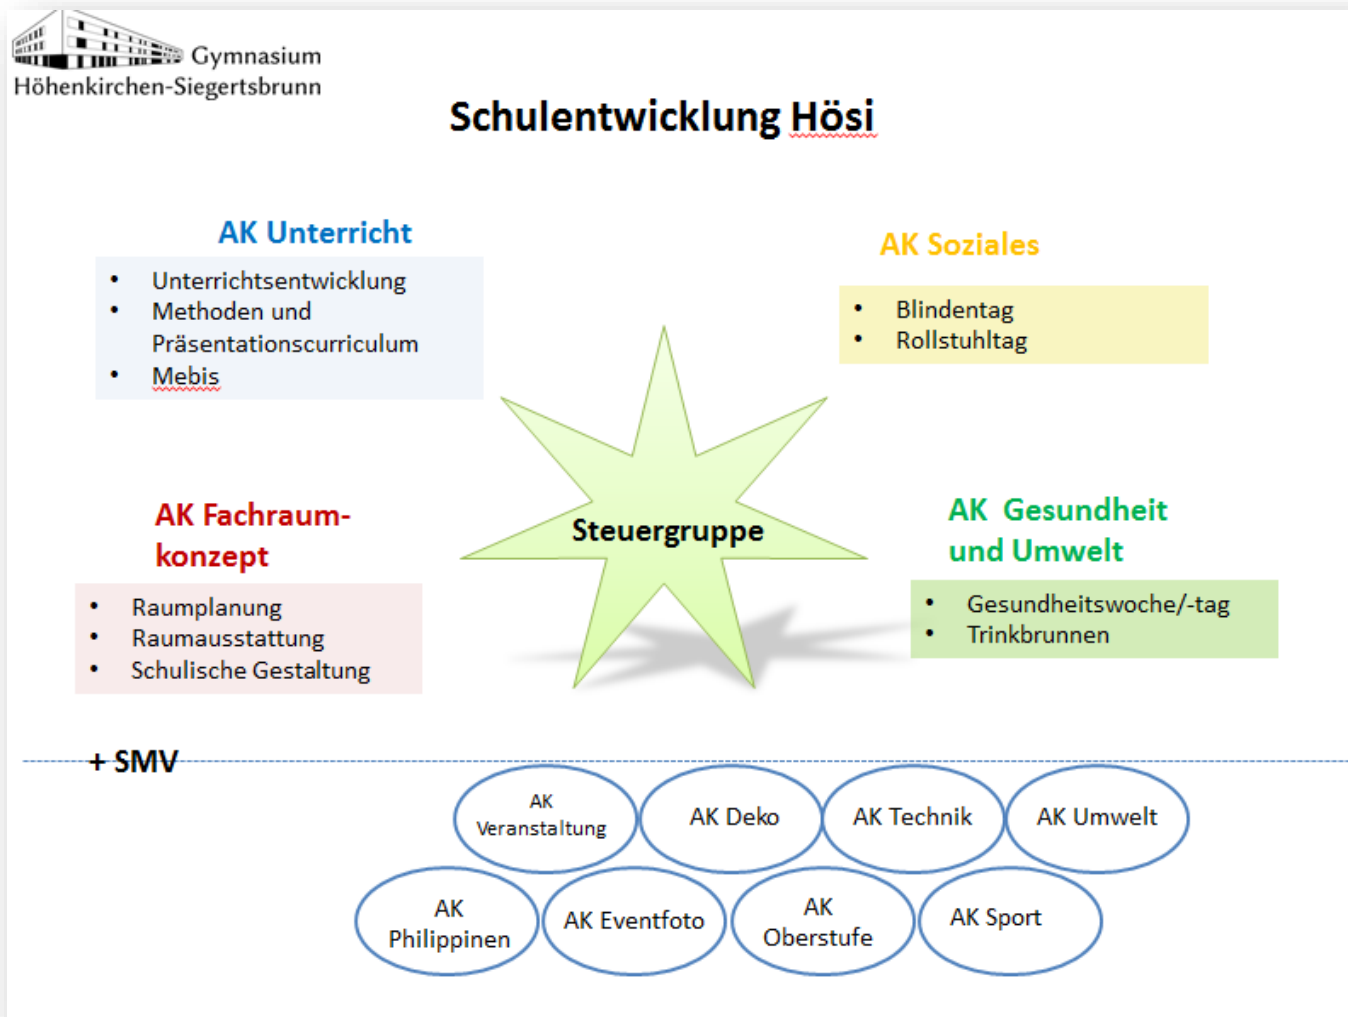 Gymnasium
Höhenkirchen-Siegertsbrunn
Schulentwicklung Hösi
AK Unterricht
• Unterrichtsentwicklung
• Methoden und
Präsentationscurriculum
• Mebis
AK Soziales
• Blindentag
• Rollstuhltag
AK Fachraum-
konzept
• Raumplanung
• Raumausstattung
• Schulische Gestaltung
Steuergruppe
AK Gesundheit
und Umwelt
• Gesundheitswoche/-tag
• Trinkbrunnen
+ SMV
AK
Veranstaltung
AK Deko
AK Technik
AK Umwelt
AK
Philippinen
AK Eventfoto
AK
Oberstufe
AK Sport